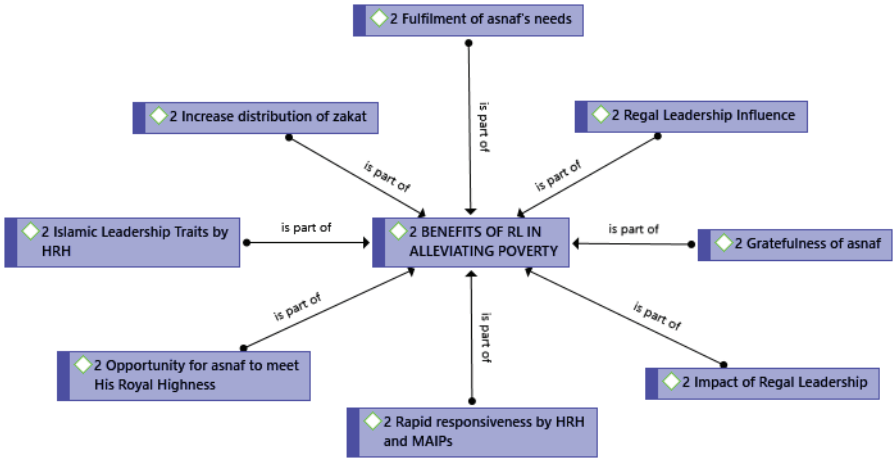 2 Fulfilment of asnaf's needs
is part of
2 Increase distribution of zakat
is part of
2 Regal Leadership Influence
is part of
2 Islamic Leadership Traits by
HRH
is part of
2 BENEFITS OF RL IN
ALLEVIATING POVERTY
is part of
2 Gratefulness of asnaf
is part of
2 Opportunity for asnaf to meet
His Royal Highness
is part of
2 Rapid responsiveness by HRH
and MAIPs
is part of
2 Impact of Regal Leadership